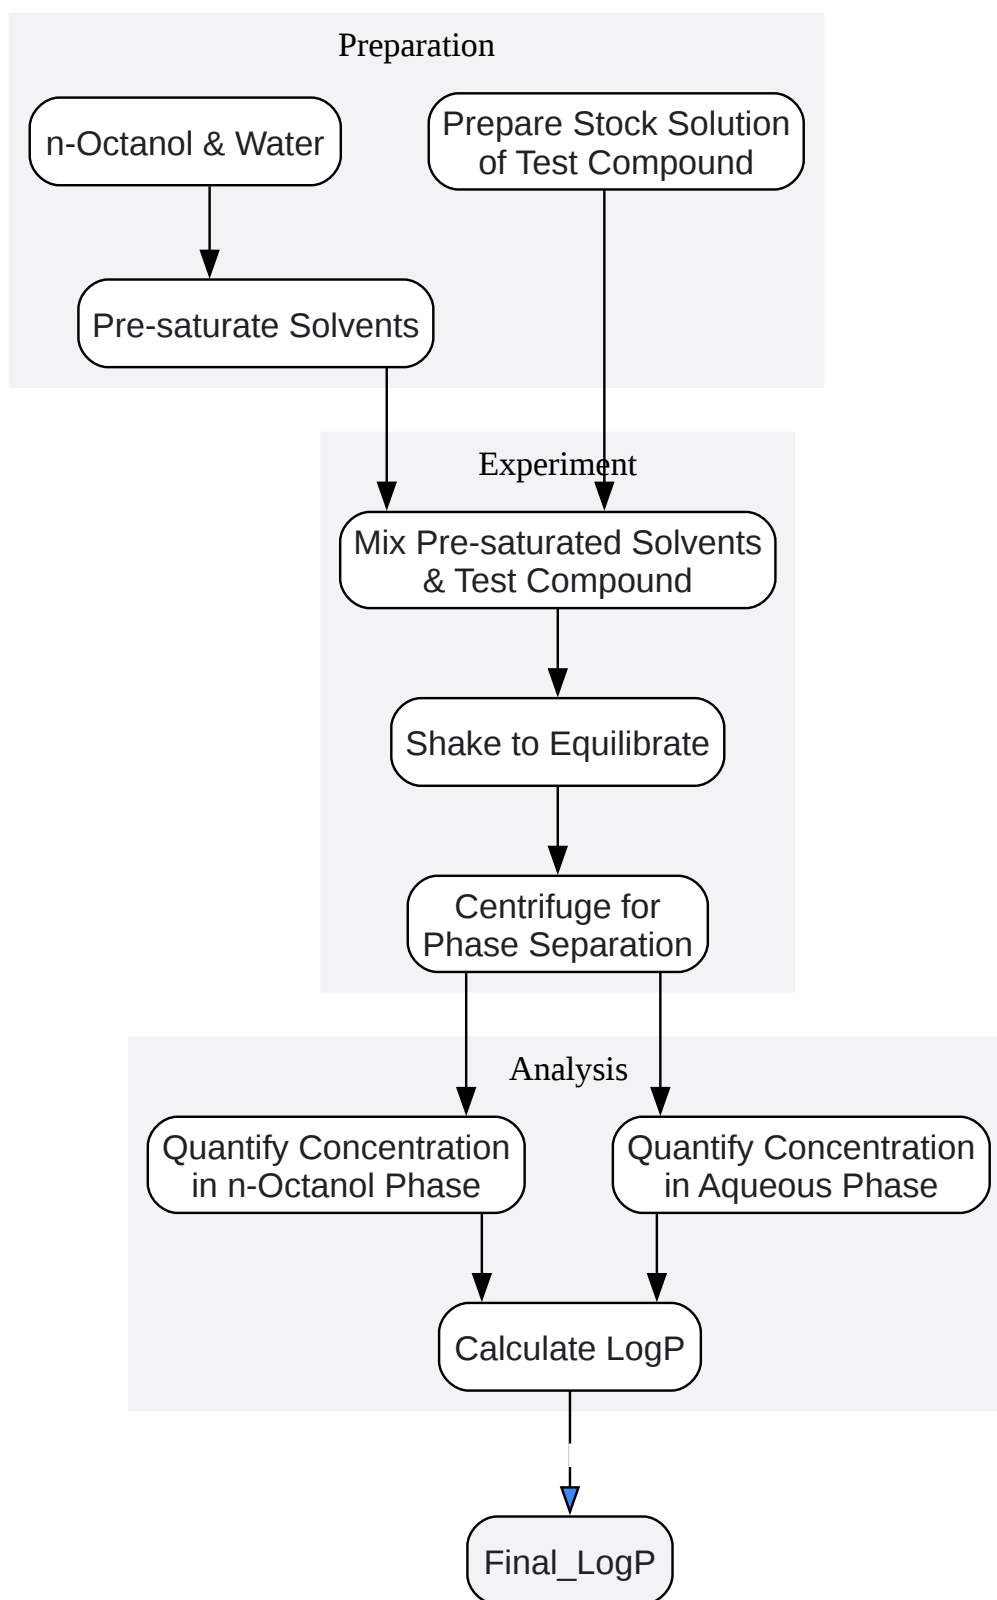 Preparation
n-Octanol & Water
Prepare Stock Solution
of Test Compound
Pre-saturate Solvents
Experiment
Mix Pre-saturated Solvents
& Test Compound
Shake to Equilibrate
Centrifuge for
Phase Separation
Analysis
Quantify Concentration
in n-Octanol Phase
Quantify Concentration
in Aqueous Phase
Calculate LogP
Final_LogP